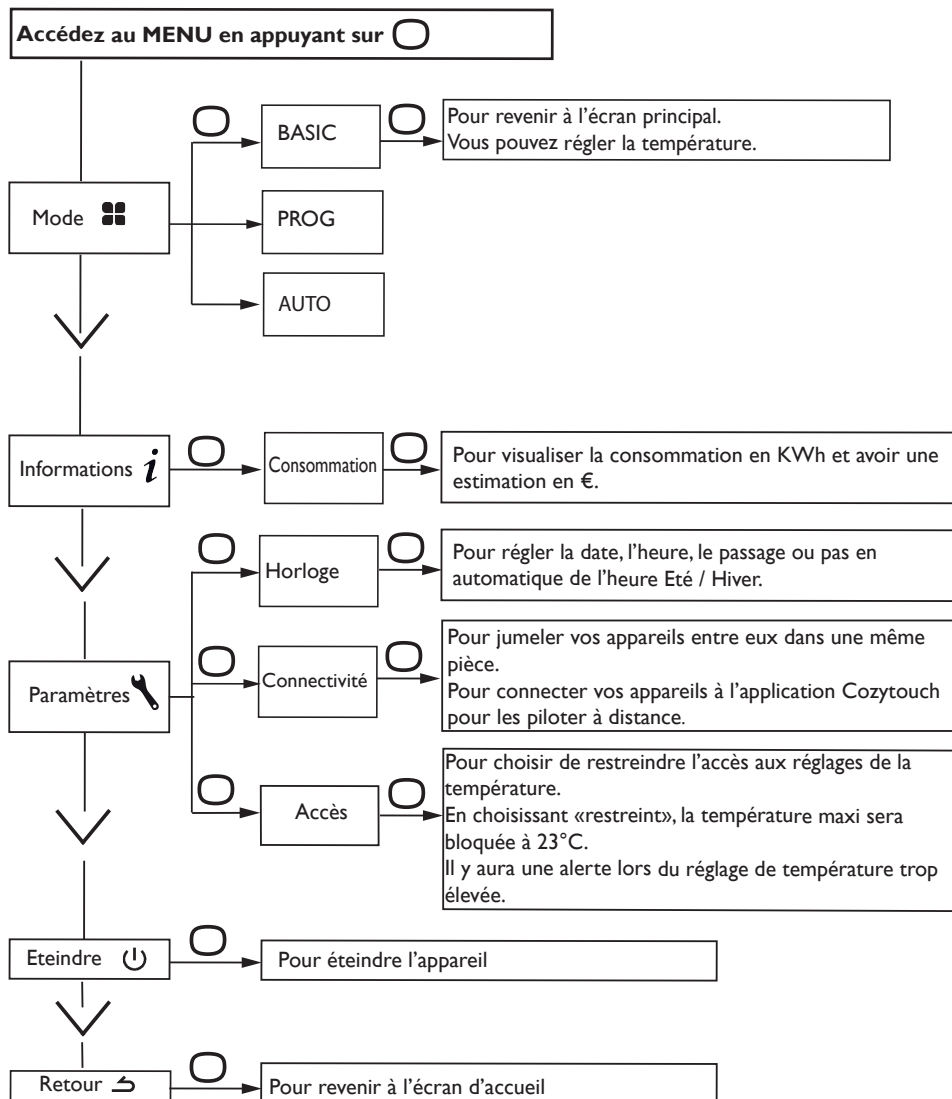 Accédez au MENU en appuyant sur
BASIC
Pour revenir à l'écran principal.
Vous pouvez régler la température.
Mode
PROG
AUTO
Informations i
Consommation
Pour visualiser la consommation en KWh et avoir une
estimation en €.
Horloge
Pour régler la date, l'heure, le passage ou pas en
automatique de l'heure Eté / Hiver.
Paramètres
Connectivité
Pour jumeler vos appareils entre eux dans une même
pièce.
Pour connecter vos appareils à l'application Cozytouch
pour les piloter à distance.
Accès
Pour choisir de restreindre l'accès aux réglages de la
température.
En choisissant «restreint», la température maxi sera
bloquée à 23°C.
Il y aura une alerte lors du réglage de température trop
élevée.
Eteindre
Pour éteindre l'appareil
Retour
Pour revenir à l'écran d'accueil